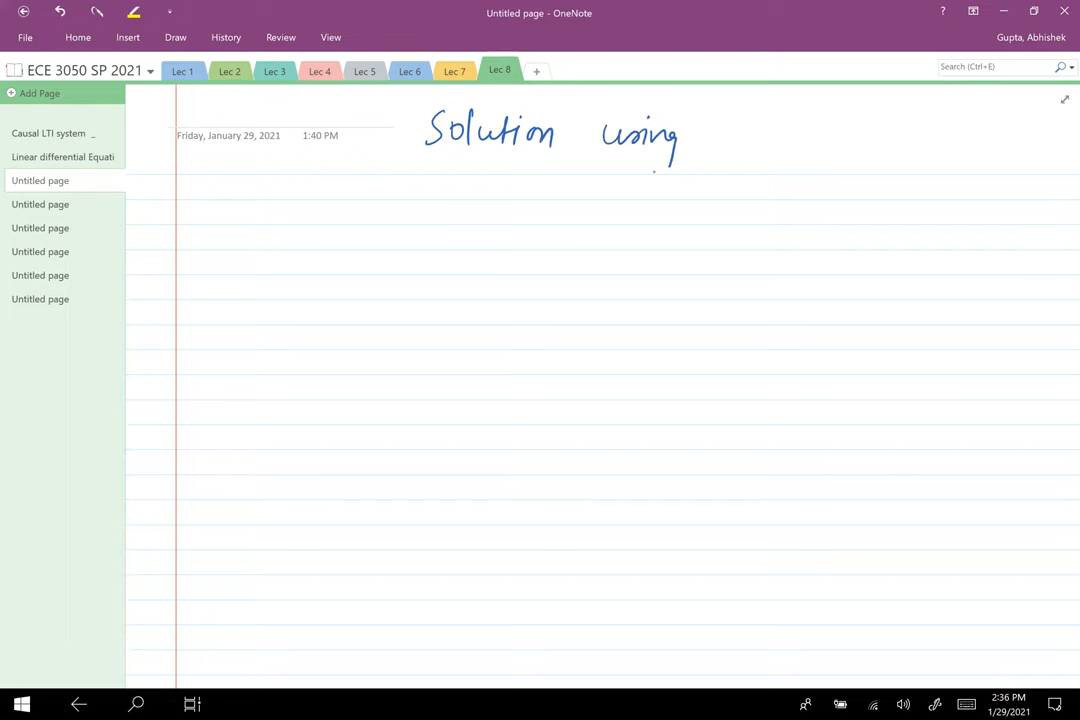 Untitled page - OneNote
?
File Home Insert Draw History Review View
Gupta, Abhishek
ECE 3050 SP 2021
Lec 1 Lec 2 Lec 3 Lec 4 Lec 5 Lec 6 Lec 7 Lec 8 +
Search (Ctrl+E)
Add Page
Causal LTI system _
Linear differential Equati
Untitled page
Untitled page
Untitled page
Untitled page
Untitled page
Untitled page
Friday, January 29, 2021 1:40 PM
Solution using
2:36 PM
1/29/2021